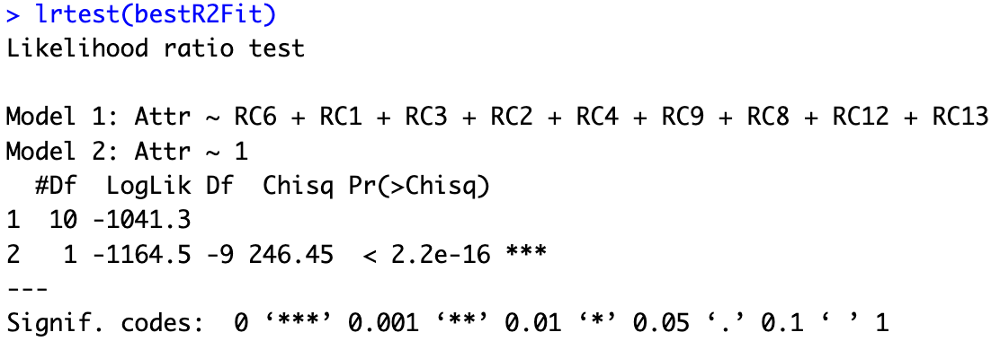 > lrtest(bestR2Fit)
Likelihood ratio test

Model 1: Attr ~ RC6 + RC1 + RC3 + RC2 + RC4 + RC9 + RC8 + RC12 + RC13
Model 2: Attr ~ 1
  #Df  LogLik Df  Chisq Pr(>Chisq)
1  10 -1041.3
2   1 -1164.5 -9 246.45  < 2.2e-16 ***
---
Signif. codes:  0 ‘***’ 0.001 ‘**’ 0.01 ‘*’ 0.05 ‘.’ 0.1 ‘ ’ 1